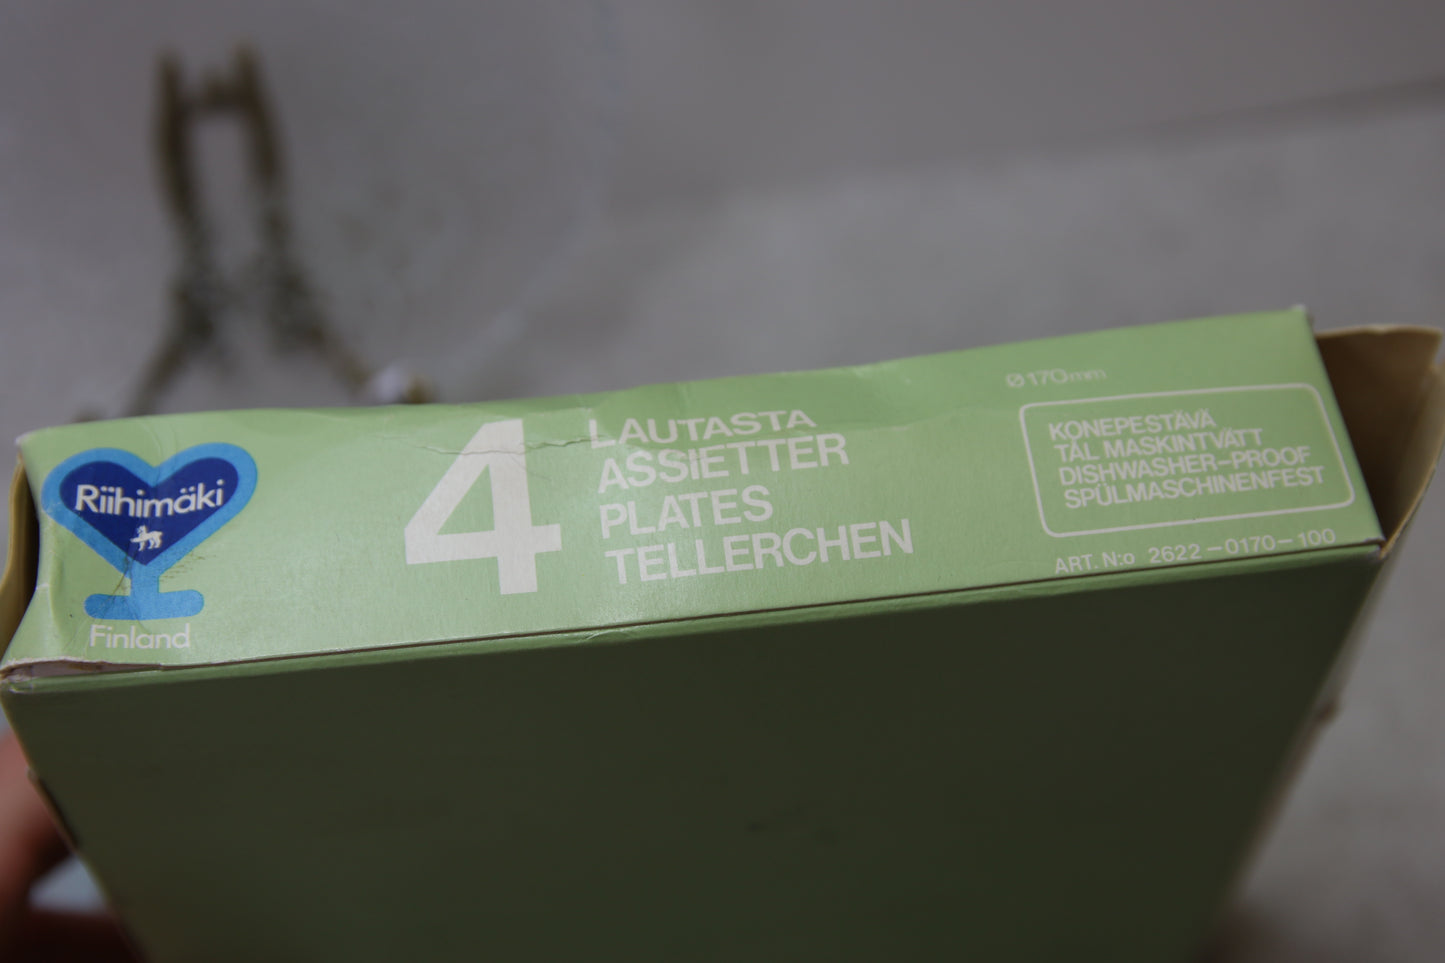 Riihimäki
Finland
4
LAUTASTA
ASSIETTER
PLATES
TELLERCHEN
Ø170mm
KONEPESTÄVÄ
TÅL MASKINTVÄTT
DISHWASHER-PROOF
SPÜLMASCHINENFEST
ART. N:o 2622-0170-100